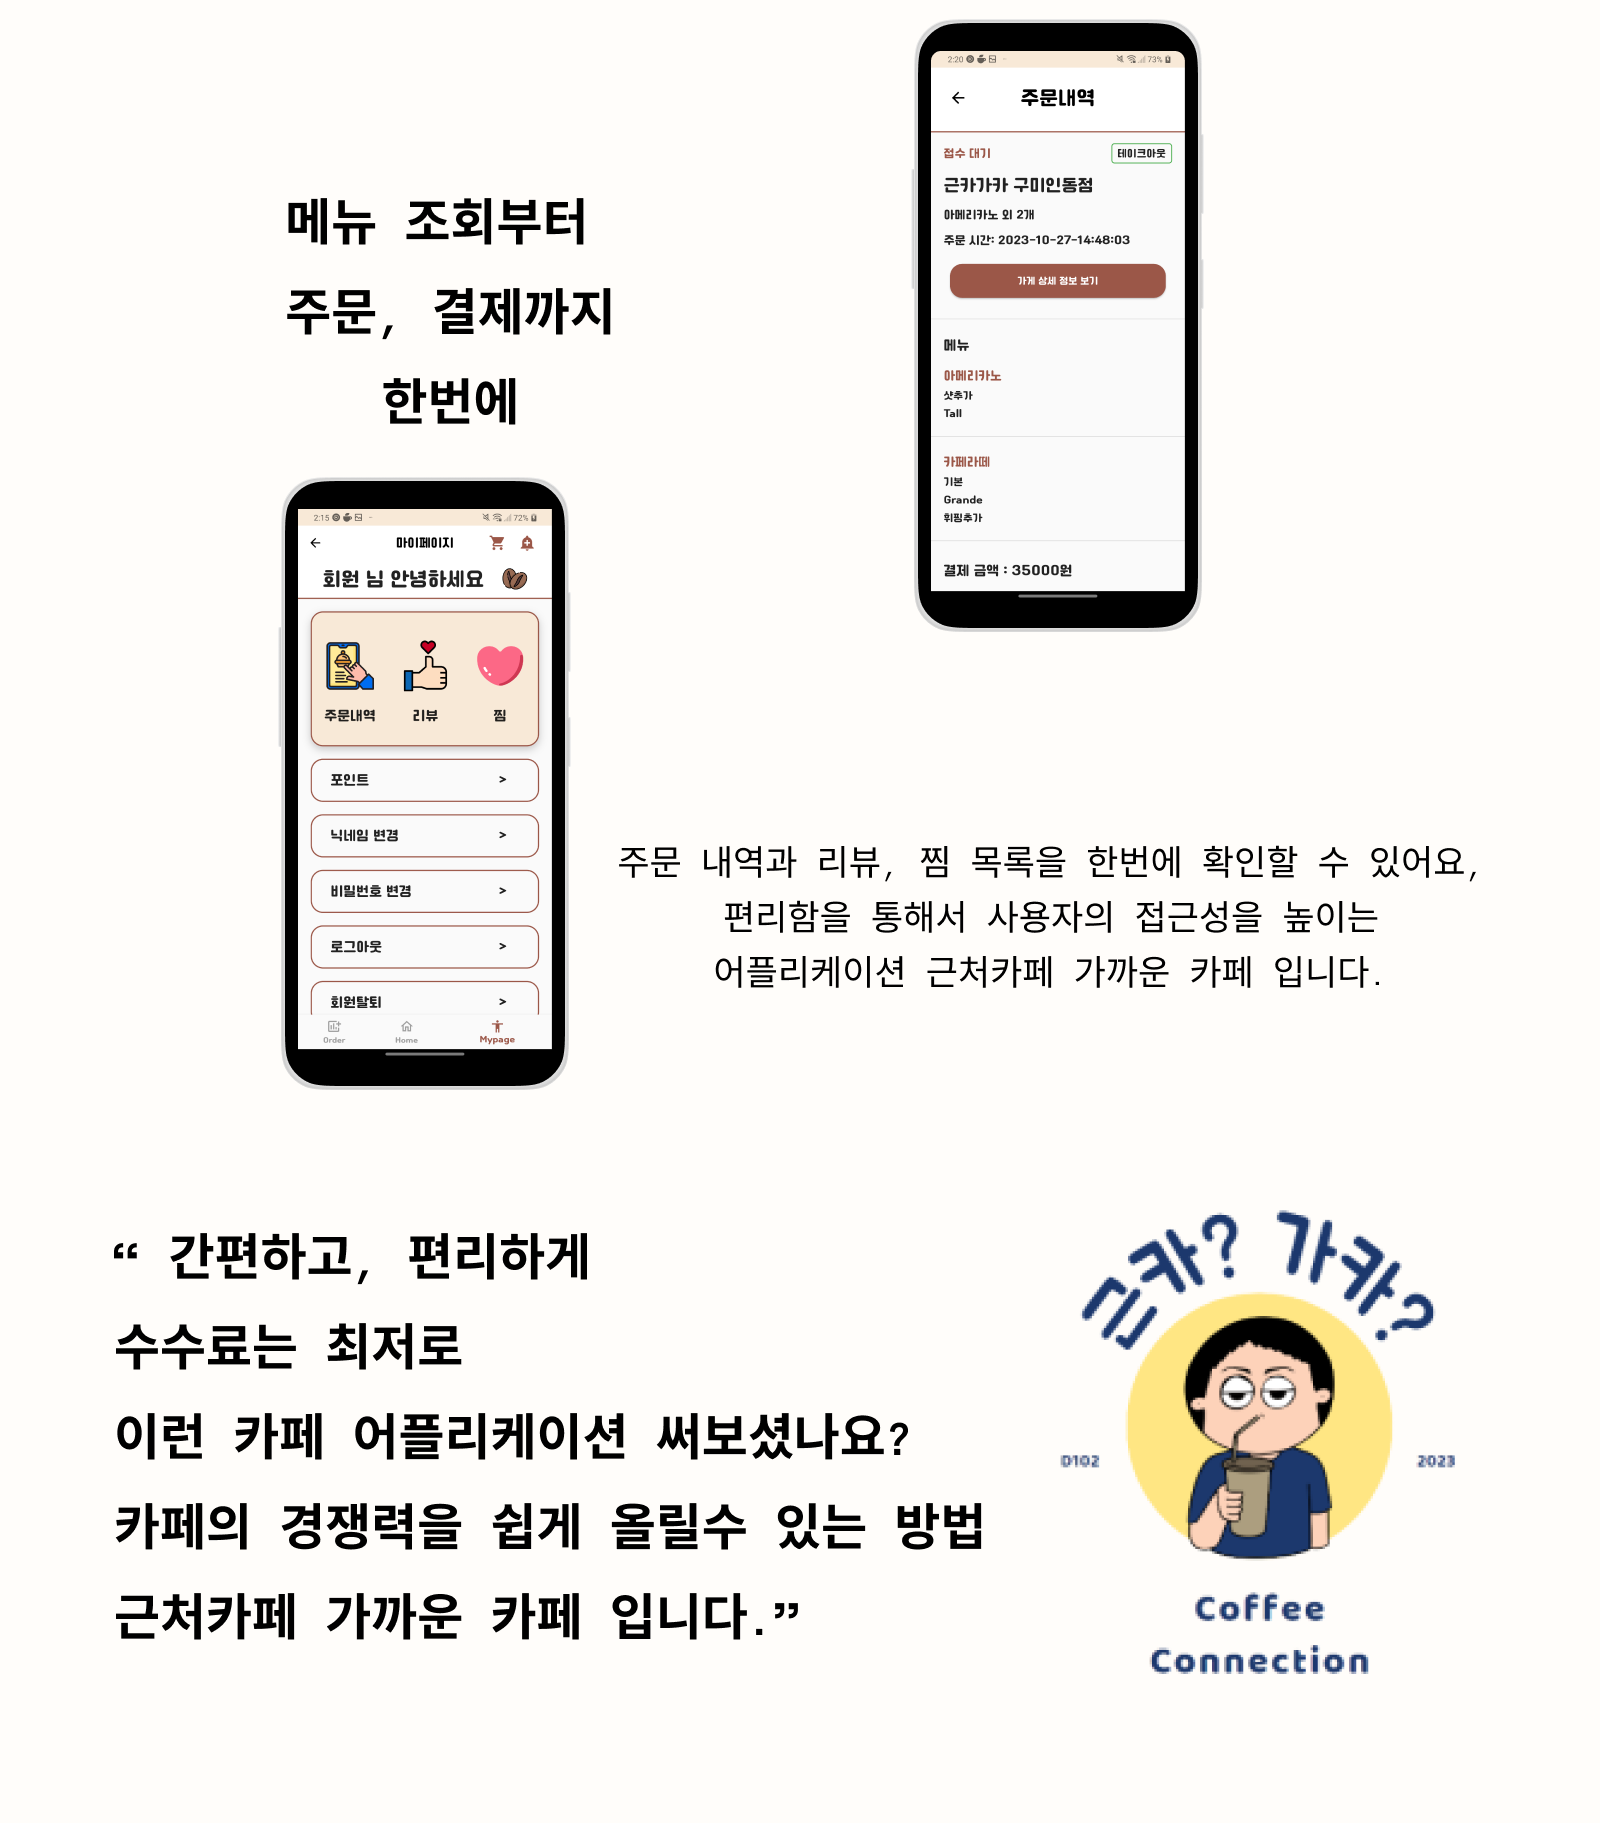 메뉴 조회부터
주문, 결제까지
한번에
2:20
73%
주문내역
접수 대기
테이크아웃
근카가카 구미인동점
아메리카노 외 2개
주문 시간: 2023-10-27-14:48:03
가게 상세 정보 보기
메뉴
아메리카노
샷추가
Tall
카페라떼
기본
Grande
휘핑추가
결제 금액 : 35000원
2:15
72%
마이페이지
회원 님 안녕하세요
주문내역
리뷰
찜
포인트 >
닉네임 변경 >
비밀번호 변경 >
로그아웃 >
회원탈퇴 >
Order
Home
Mypage
주문 내역과 리뷰, 찜 목록을 한번에 확인할 수 있어요,
편리함을 통해서 사용자의 접근성을 높이는
어플리케이션 근처카페 가까운 카페 입니다.
“ 간편하고, 편리하게
수수료는 최저로
이런 카페 어플리케이션 써보셨나요?
카페의 경쟁력을 쉽게 올릴수 있는 방법
근처카페 가까운 카페 입니다.”
근카? 가카?
D102
2023
Coffee
Connection